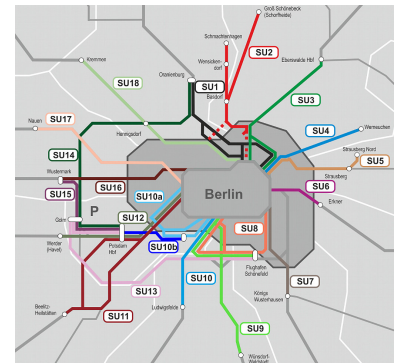 Groß Schönebeck
(Schorfheide)
Schmachtenhagen
SU2
Kremmen
Wensicken-
dorf
Eberswalde Hbf
Oranienburg
SU18
SU1
Basdorf
SU3
SU17
Nauen
SU4
Werneuchen
Hennigsdorf
Strausberg Nord
SU14
SU5
Wustermark
SU16
Strausberg
SU15
SU10a
Berlin
SU6
P
Erkner
Golm
SU12
SU8
Werder
(Havel)
Potsdam
Hbf
SU10b
Flughafen
Schönefeld
SU13
SU10
SU7
Königs
Wusterhausen
Beelitz-
Heilstätten
SU11
Ludwigsfelde
SU9
Wünsdorf-
Waldstadt